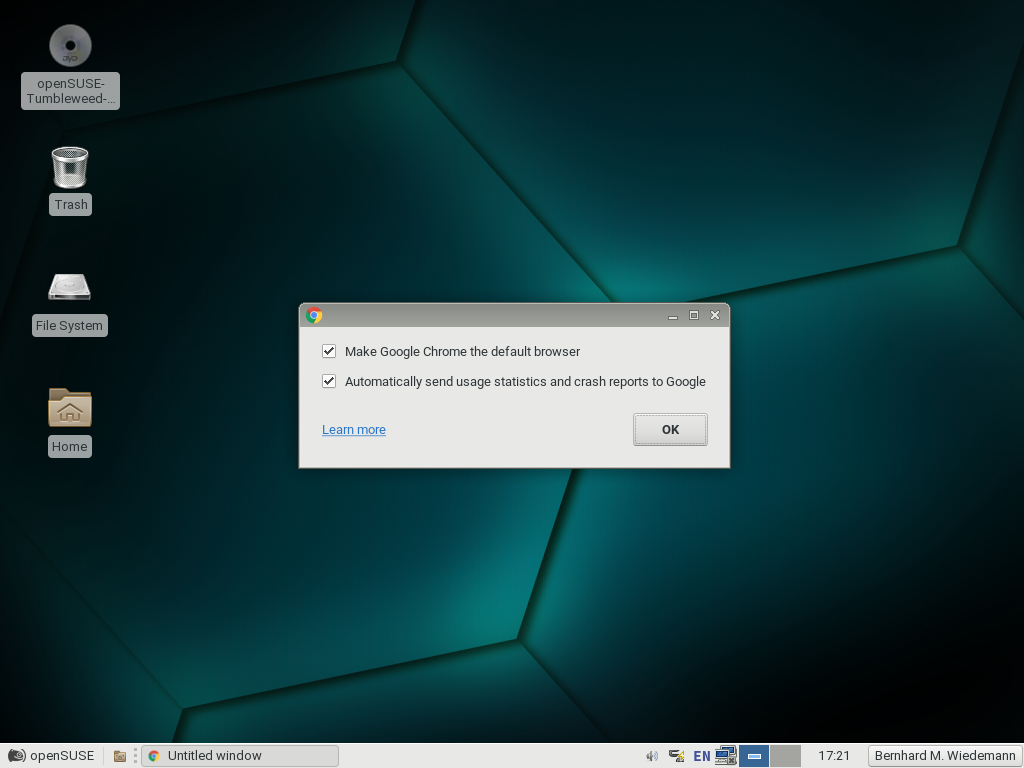 openSUSE-
Tumbleweed-...
Trash
File System
Home
Make Google Chrome the default browser
Automatically send usage statistics and crash reports to Google
Learn more
OK
openSUSE
Untitled window
EN
17:21
Bernhard M. Wiedemann